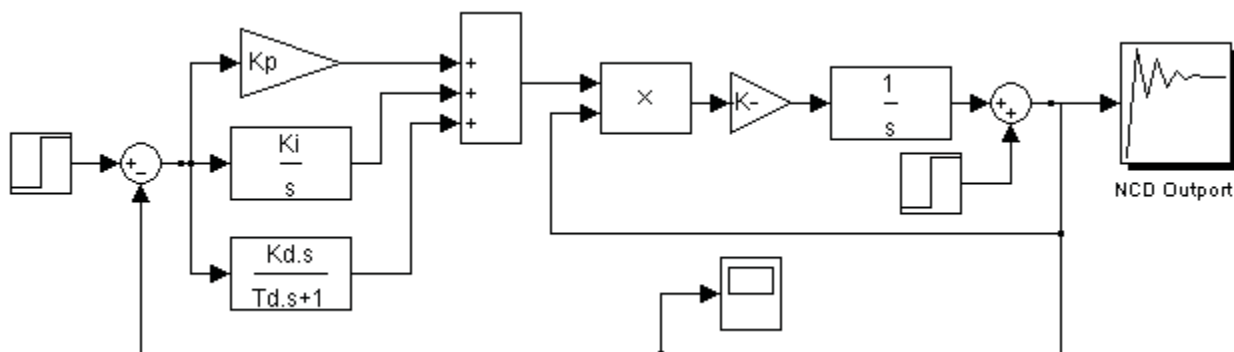 Kp
+
+
+
×
K-
1
s
+
+
+
−
Ki
s
Kd.s
Td.s+1
NCD Outport